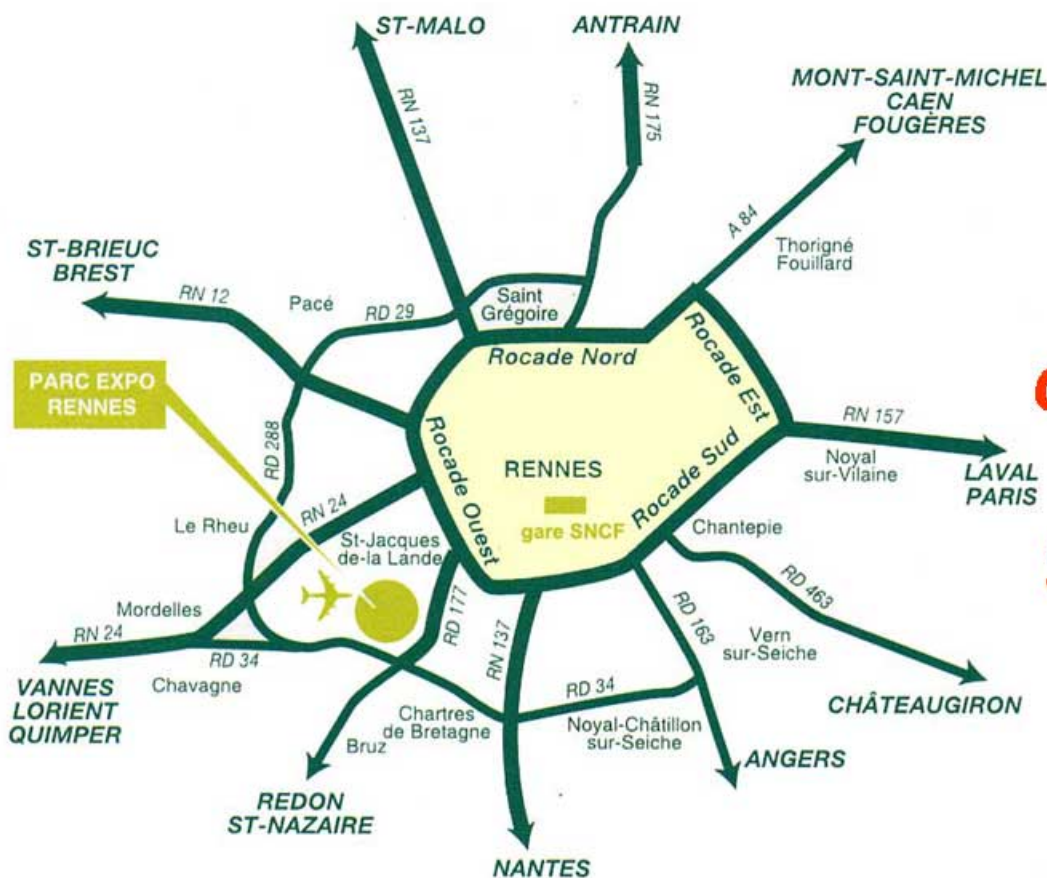 ST-MALO
ANTRAIN
MONT-SAINT-MICHEL
CAEN
FOUGÈRES
RN 137
RN 175
A 84
Thorigné
Fouillard
ST-BRIEUC
BREST
RN 12
Pacé
RD 29
Saint
Grégoire
Rocade Nord
Rocade Est
PARC EXPO
RENNES
RD 288
Rocade Ouest
RENNES
gare SNCF
Rocade Sud
RN 157
Noyal
sur-Vilaine
LAVAL
PARIS
Le Rheu
RN 24
St-Jacques
de-la Lande
Chantepie
RD 463
Mordelles
RN 24
RD 34
Chavagne
RD 177
RN 137
RD 163
Vern
sur-Seiche
VANNES
LORIENT
QUIMPER
Chartres
de Bretagne
Bruz
RD 34
Noyal-Châtillon
sur-Seiche
CHÂTEAUGIRON
ANGERS
REDON
ST-NAZAIRE
NANTES